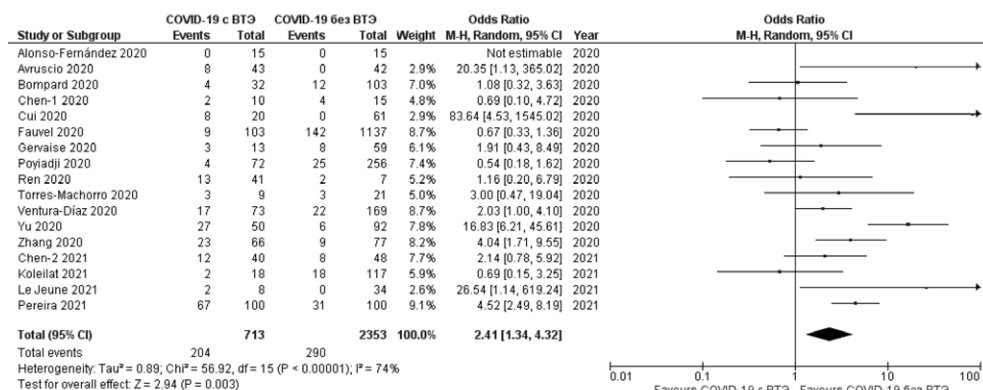 COVID-19 с ВТЭ COVID-19 без ВТЭ Odds Ratio Odds Ratio
Study or Subgroup Events Total Events Total Weight M-H, Random, 95% CI Year M-H, Random, 95% CI
Alonso-Fernández 2020 0 15 0 15 Not estimable 2020
Avruscio 2020 8 43 0 42 2.9% 20.35 [1.13, 365.02] 2020
Bompard 2020 4 32 12 103 7.0% 1.08 [0.32, 3.63] 2020
Chen-1 2020 2 10 4 15 5.0% 0.69 [0.10, 4.72] 2020
Cui 2020 8 20 0 61 2.9% 83.64 [4.53, 1545.02] 2020
Fauvel 2020 9 103 142 1137 8.7% 0.67 [0.33, 1.36] 2020
Gervaise 2020 3 13 8 59 6.1% 1.91 [0.43, 8.49] 2020
Poyiadji 2020 4 72 25 256 7.4% 0.54 [0.18, 1.62] 2020
Ren 2020 13 41 2 7 5.2% 1.16 [0.20, 6.79] 2020
Torres-Machorro 2020 3 9 3 21 5.0% 3.00 [0.47, 19.04] 2020
Ventura-Díaz 2020 17 73 22 169 8.8% 2.03 [1.00, 4.10] 2020
Yu 2020 27 50 6 92 7.8% 16.83 [6.21, 45.61] 2020
Zhang 2020 23 66 9 77 8.3% 4.04 [1.71, 9.55] 2020
Chen-2 2021 12 40 8 48 7.8% 2.14 [0.78, 5.92] 2021
Koleilat 2021 2 18 18 117 5.9% 0.69 [0.15, 3.25] 2021
Le Jeune 2021 2 8 0 34 2.6% 26.54 [1.14, 619.24] 2021
Pereira 2021 67 100 31 100 9.1% 4.52 [2.49, 8.19] 2021
Total (95% CI) 713 2353 100.0% 2.41 [1.34, 4.32]
Total events 204 290
Heterogeneity: Tau² = 0.89; Chi² = 56.92, df = 15 (P < 0.00001); I² = 74%
Test for overall effect: Z = 2.94 (P = 0.003)
0.01 0.1 1 10 100
Favours COVID-19 с ВТЭ Favours COVID-19 без ВТЭ